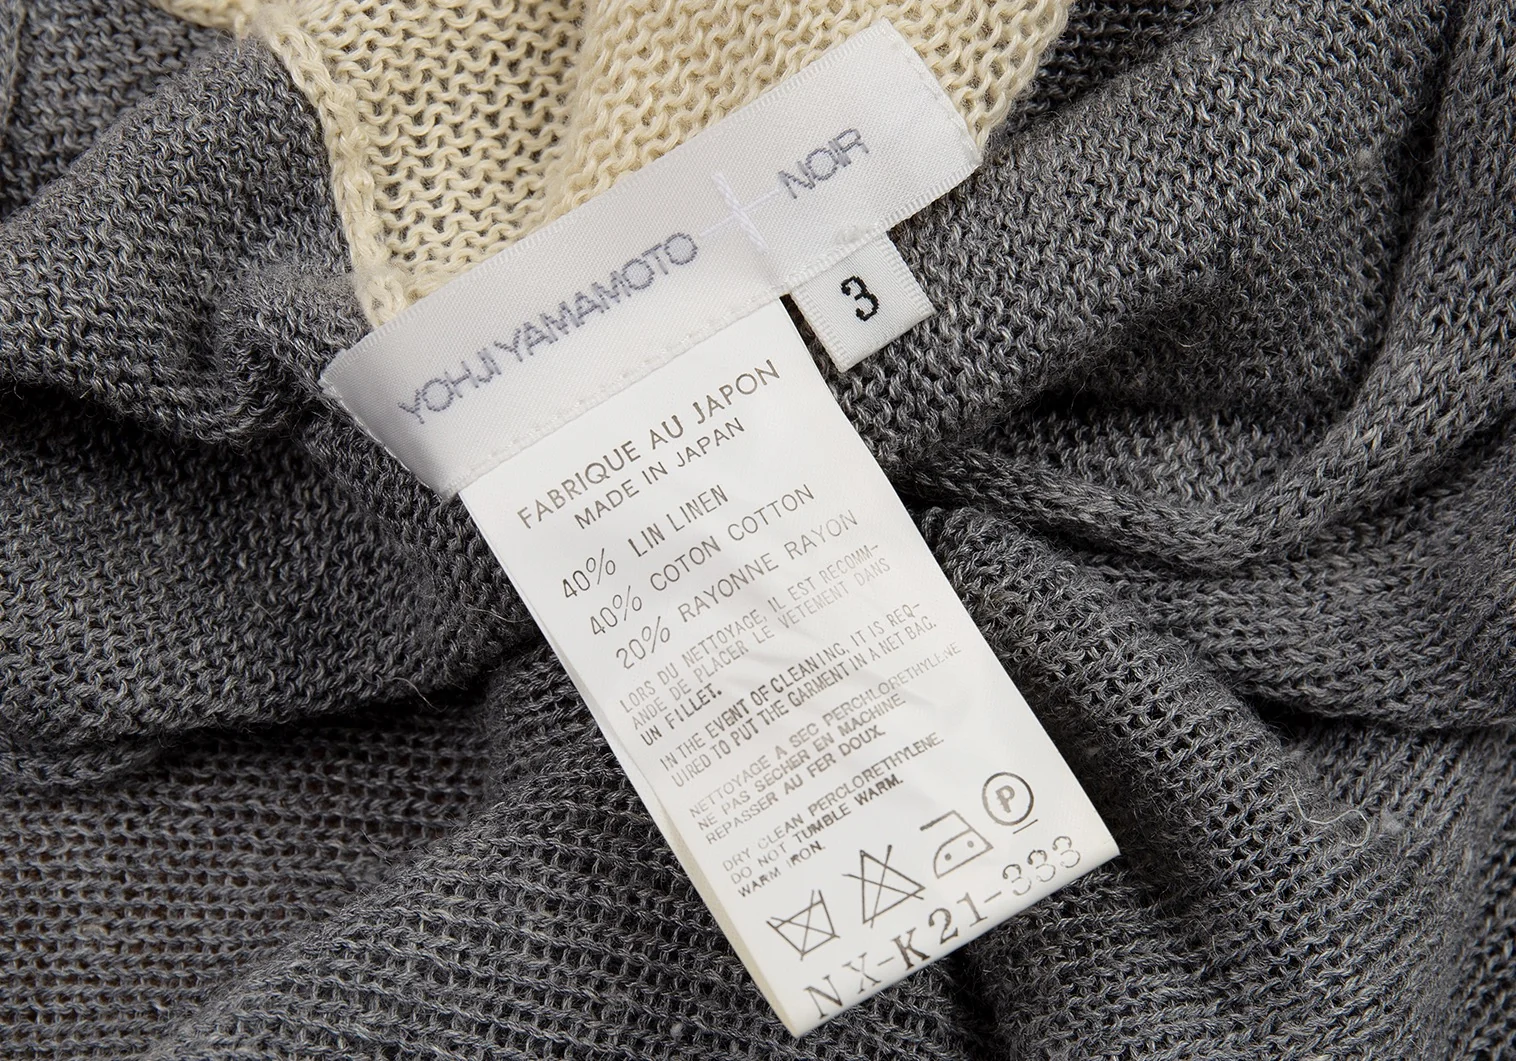 YOHJI YAMAMOTO NOIR
3
FABRIQUE AU JAPON
MADE IN JAPAN
40% LIN LINEN
40% COTON COTTON
20% RAYONNE RAYON
LORS DU NETTOYAGE, IL EST RECOMM-
ANDE DE PLACER LE VETEMENT DANS
UN FILLET.
IN THE EVENT OF CLEANING, IT IS REQ-
UIRED TO PUT THE GARMENT IN A NET BAG.
NETTOYAGE A SEC PERCHLORETHYLENE
NE PAS SECHER EN MACHINE.
REPASSER AU FER DOUX.
DRY CLEAN PERCLORETHYLENE.
DO NOT TUMBLE WARM.
WARM IRON.
P
NX-K21-333